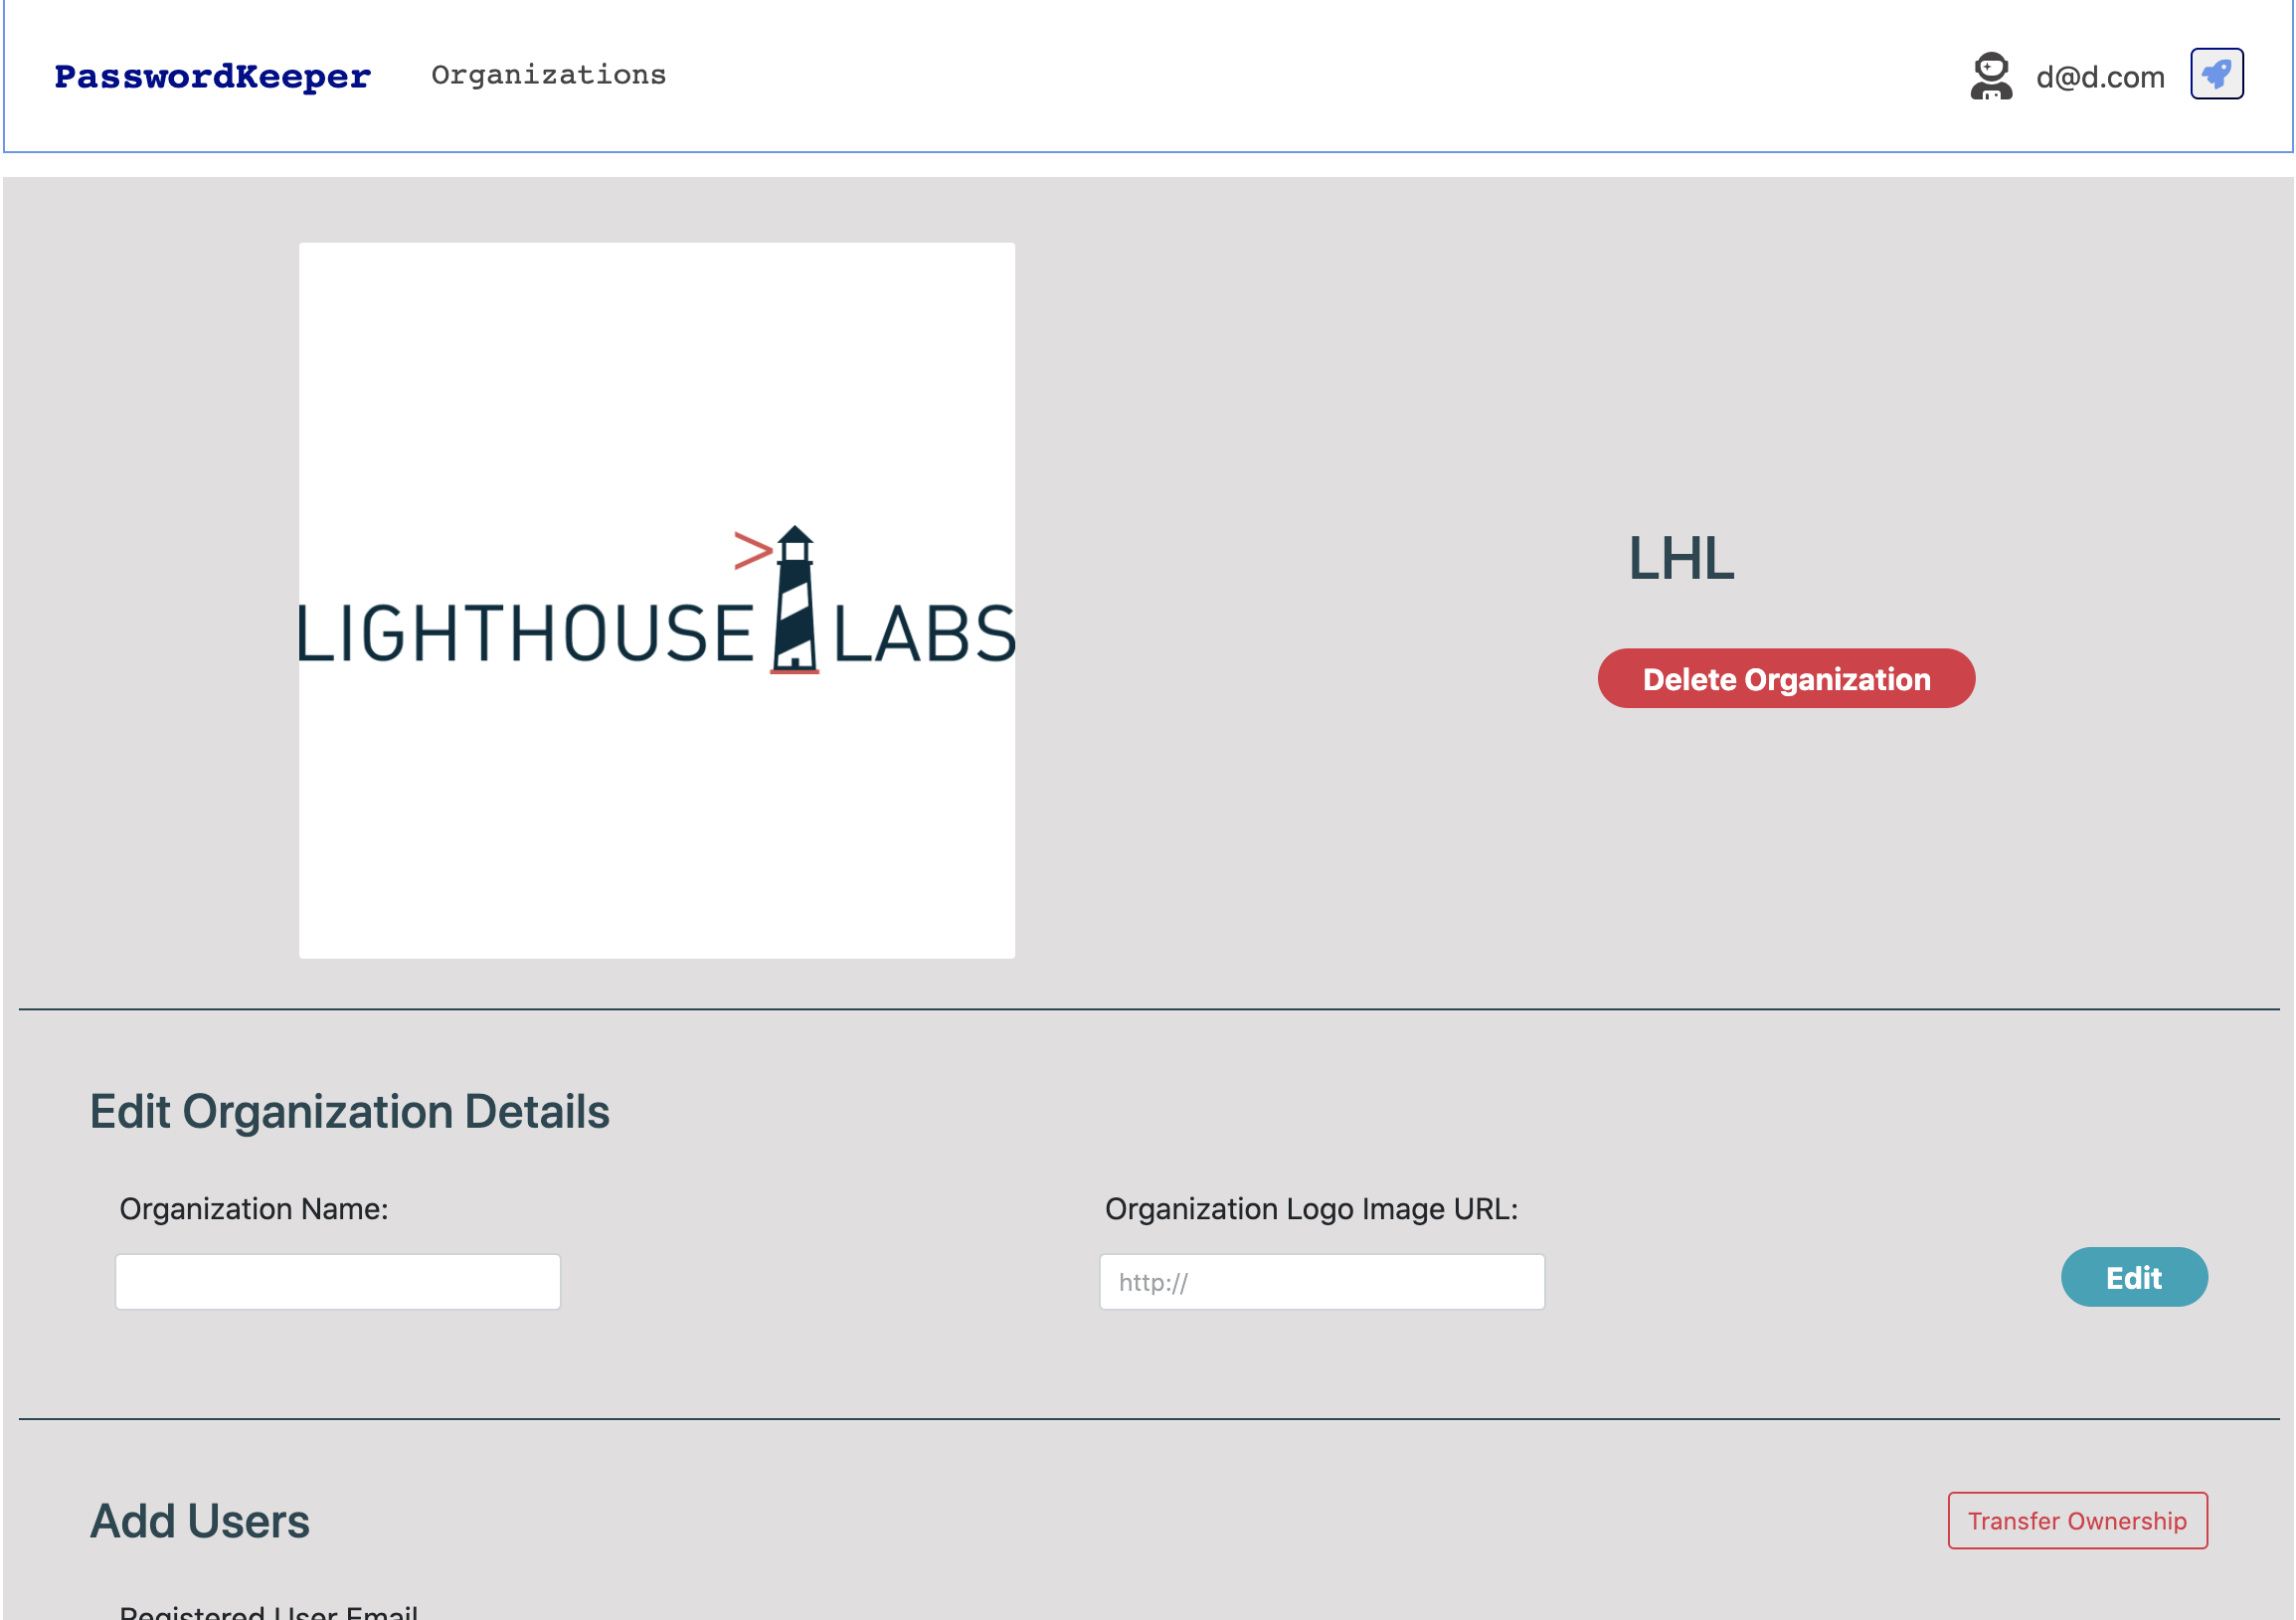 PasswordKeeper Organizations d@d.com
>
LIGHTHOUSE LABS
LHL
Delete Organization
Edit Organization Details
Organization Name: Organization Logo Image URL:
http:// Edit
Add Users Transfer Ownership
Registered User Email